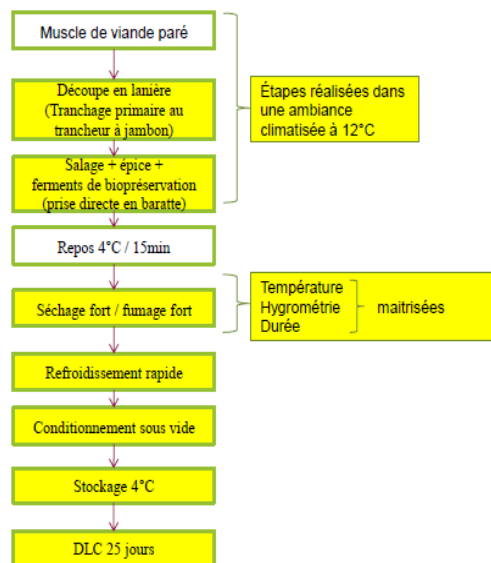 Muscle de viande paré
Découpe en lanière
(Tranchage primaire au
trancheur à jambon)
Salage + épice +
ferments de biopréservation
(prise directe en baratte)
Étapes réalisées dans
une ambiance
climatisée à 12°C
Repos 4°C / 15min
Séchage fort / fumage fort
Température
Hygrométrie
Durée
maitrisées
Refroidissement rapide
Conditionnement sous vide
Stockage 4°C
DLC 25 jours